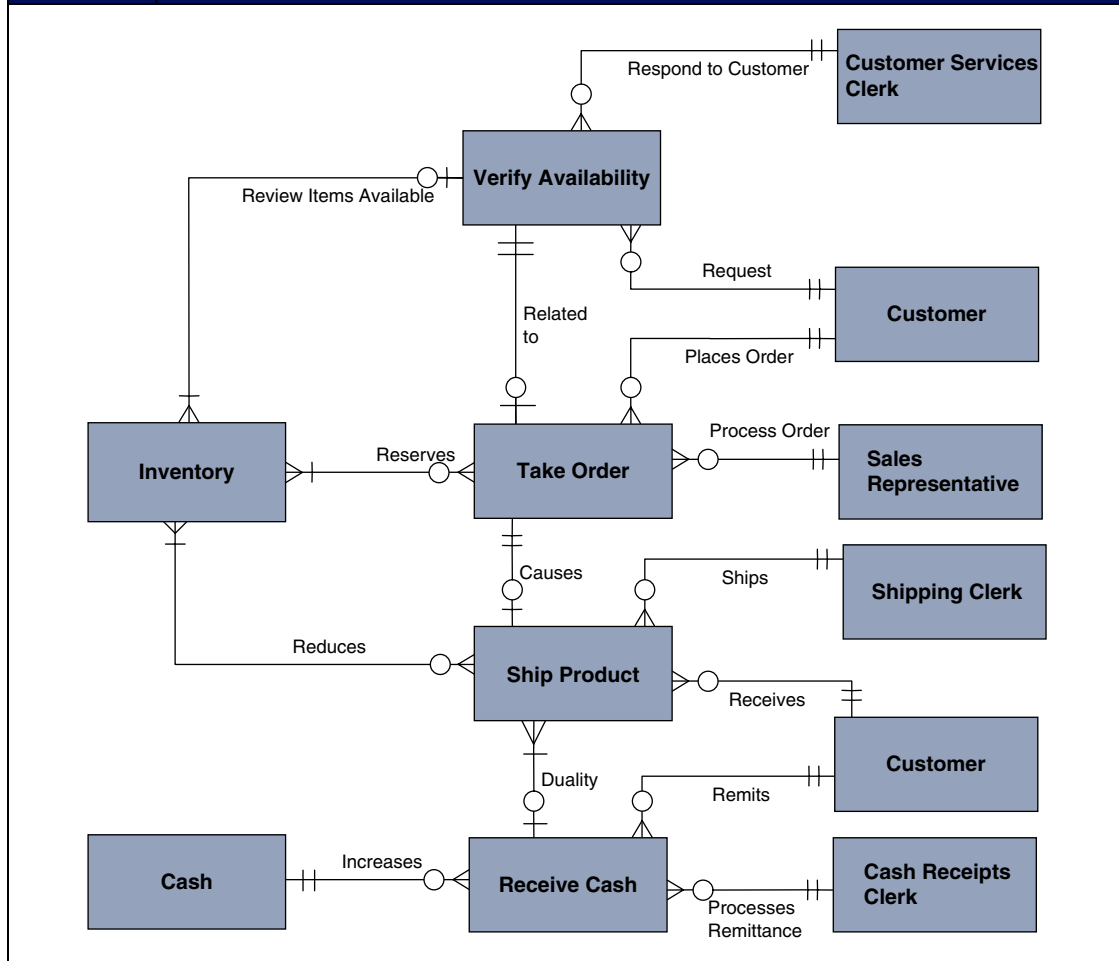 Respond to Customer
Customer Services
Clerk
Verify Availability
Review Items Available
Request
Customer
Related
to
Places Order
Process Order
Inventory
Reserves
Take Order
Sales
Representative
Causes
Ships
Shipping Clerk
Reduces
Ship Product
Receives
Duality
Remits
Customer
Cash
Increases
Receive Cash
Processes
Remittance
Cash Receipts
Clerk